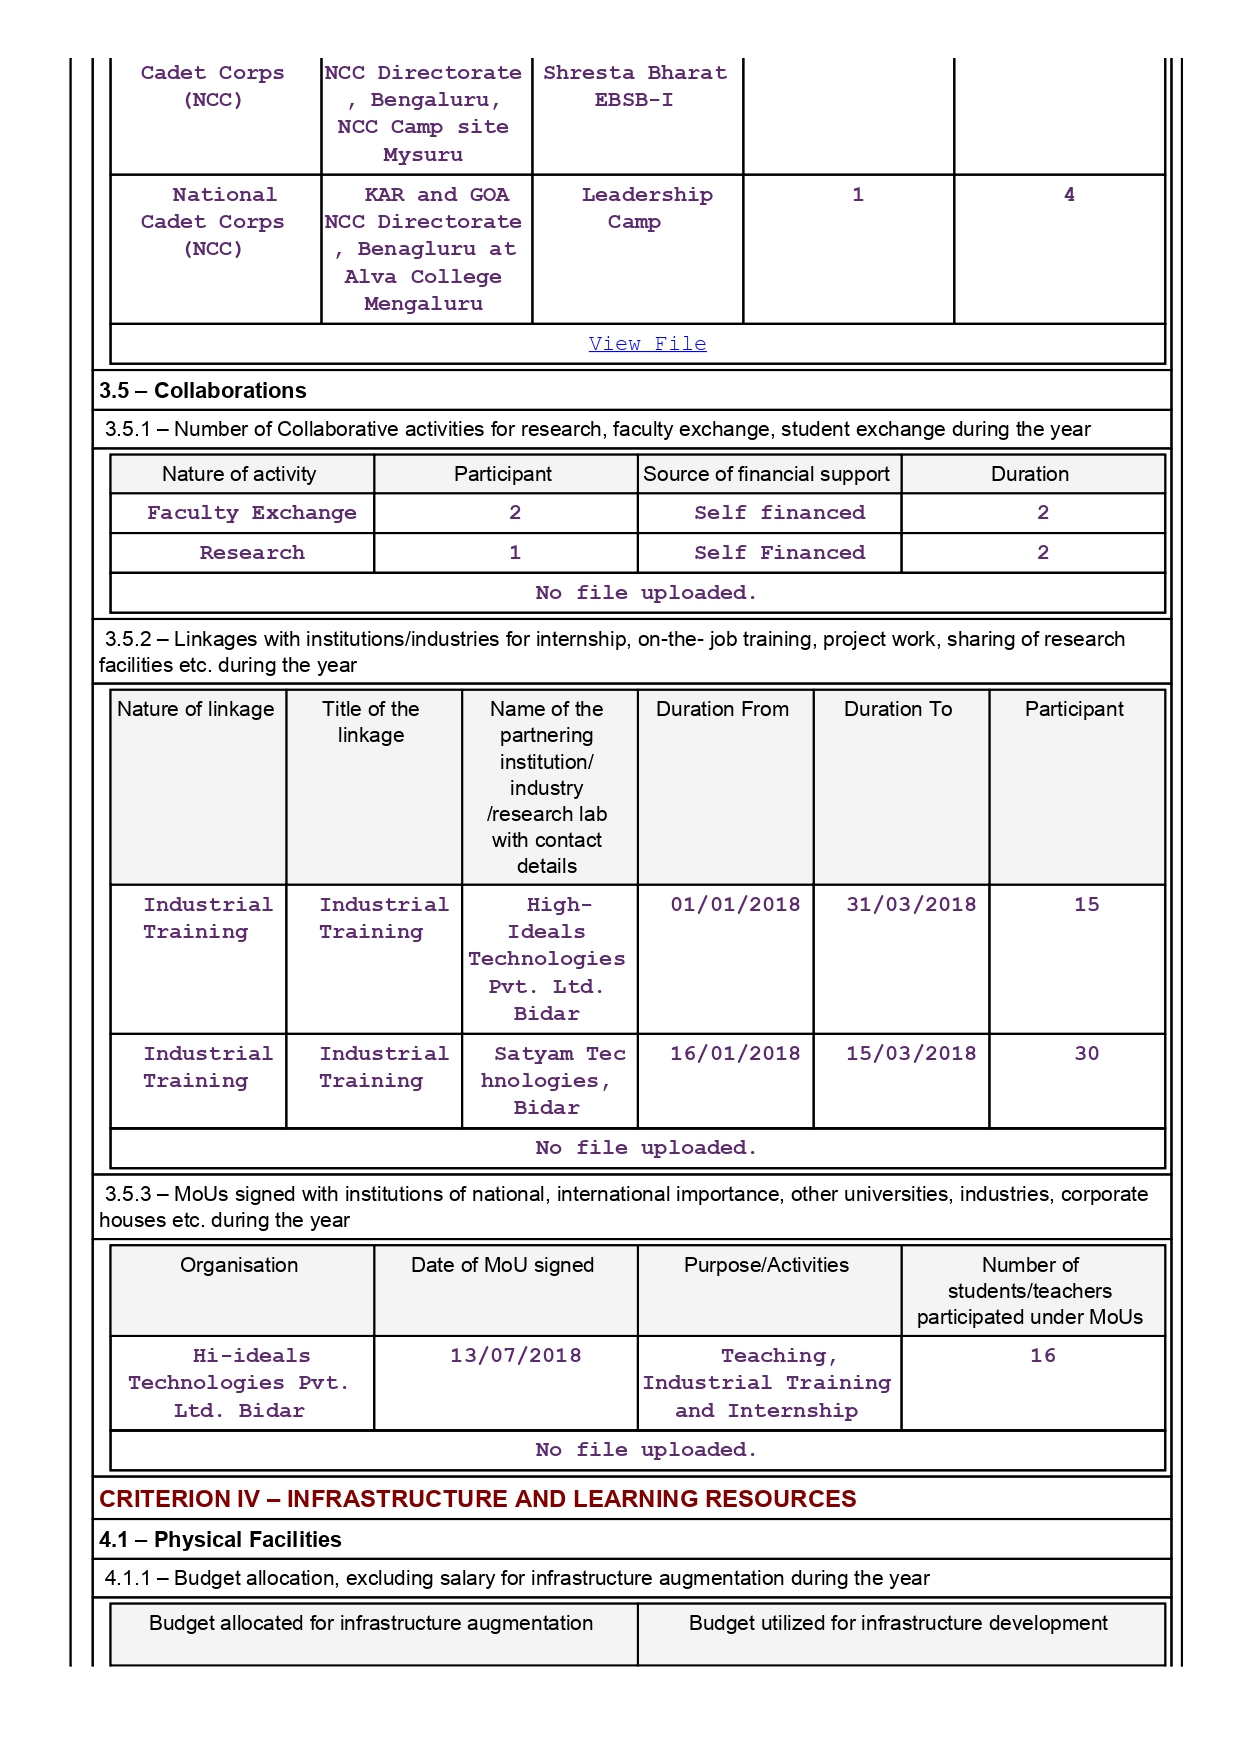 Cadet Corps (NCC)
NCC Directorate , Bengaluru, NCC Camp site Mysuru
Shresta Bharat EBSB-I
National Cadet Corps (NCC)
KAR and GOA NCC Directorate , Benagluru at Alva College Mengaluru
Leadership Camp
1
4
View File
3.5 – Collaborations
3.5.1 – Number of Collaborative activities for research, faculty exchange, student exchange during the year
Nature of activity
Participant
Source of financial support
Duration
Faculty Exchange
2
Self financed
2
Research
1
Self Financed
2
No file uploaded.
3.5.2 – Linkages with institutions/industries for internship, on-the- job training, project work, sharing of research
facilities etc. during the year
Nature of linkage
Title of the
linkage
Name of the
partnering
institution/
industry
/research lab
with contact
details
Duration From
Duration To
Participant
Industrial
Training
Industrial
Training
High-
Ideals
Technologies
Pvt. Ltd.
Bidar
01/01/2018
31/03/2018
15
Industrial
Training
Industrial
Training
Satyam Tec
hnologies,
Bidar
16/01/2018
15/03/2018
30
No file uploaded.
3.5.3 – MoUs signed with institutions of national, international importance, other universities, industries, corporate
houses etc. during the year
Organisation
Date of MoU signed
Purpose/Activities
Number of
students/teachers
participated under MoUs
Hi-ideals
Technologies Pvt.
Ltd. Bidar
13/07/2018
Teaching,
Industrial Training
and Internship
16
No file uploaded.
CRITERION IV – INFRASTRUCTURE AND LEARNING RESOURCES
4.1 – Physical Facilities
4.1.1 – Budget allocation, excluding salary for infrastructure augmentation during the year
Budget allocated for infrastructure augmentation
Budget utilized for infrastructure development